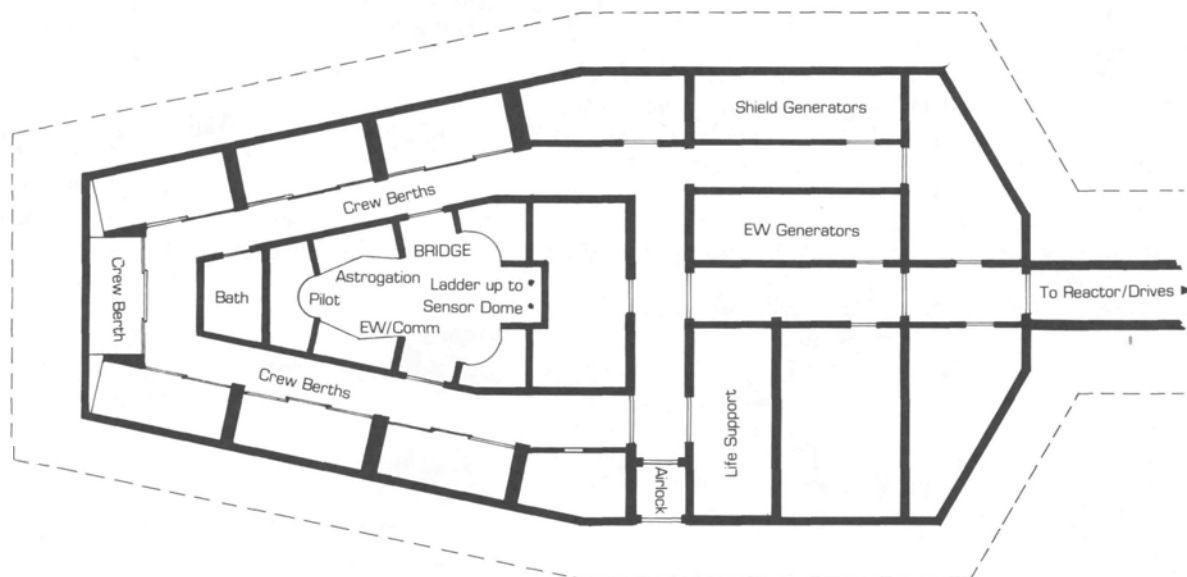 Shield Generators
Crew Berths
EW Generators
BRIDGE
Astrogation
Ladder up to
Sensor Dome
Pilot
EW/Comm
Bath
Crew Berth
To Reactor/Drives
Crew Berths
Life Support
Airlock